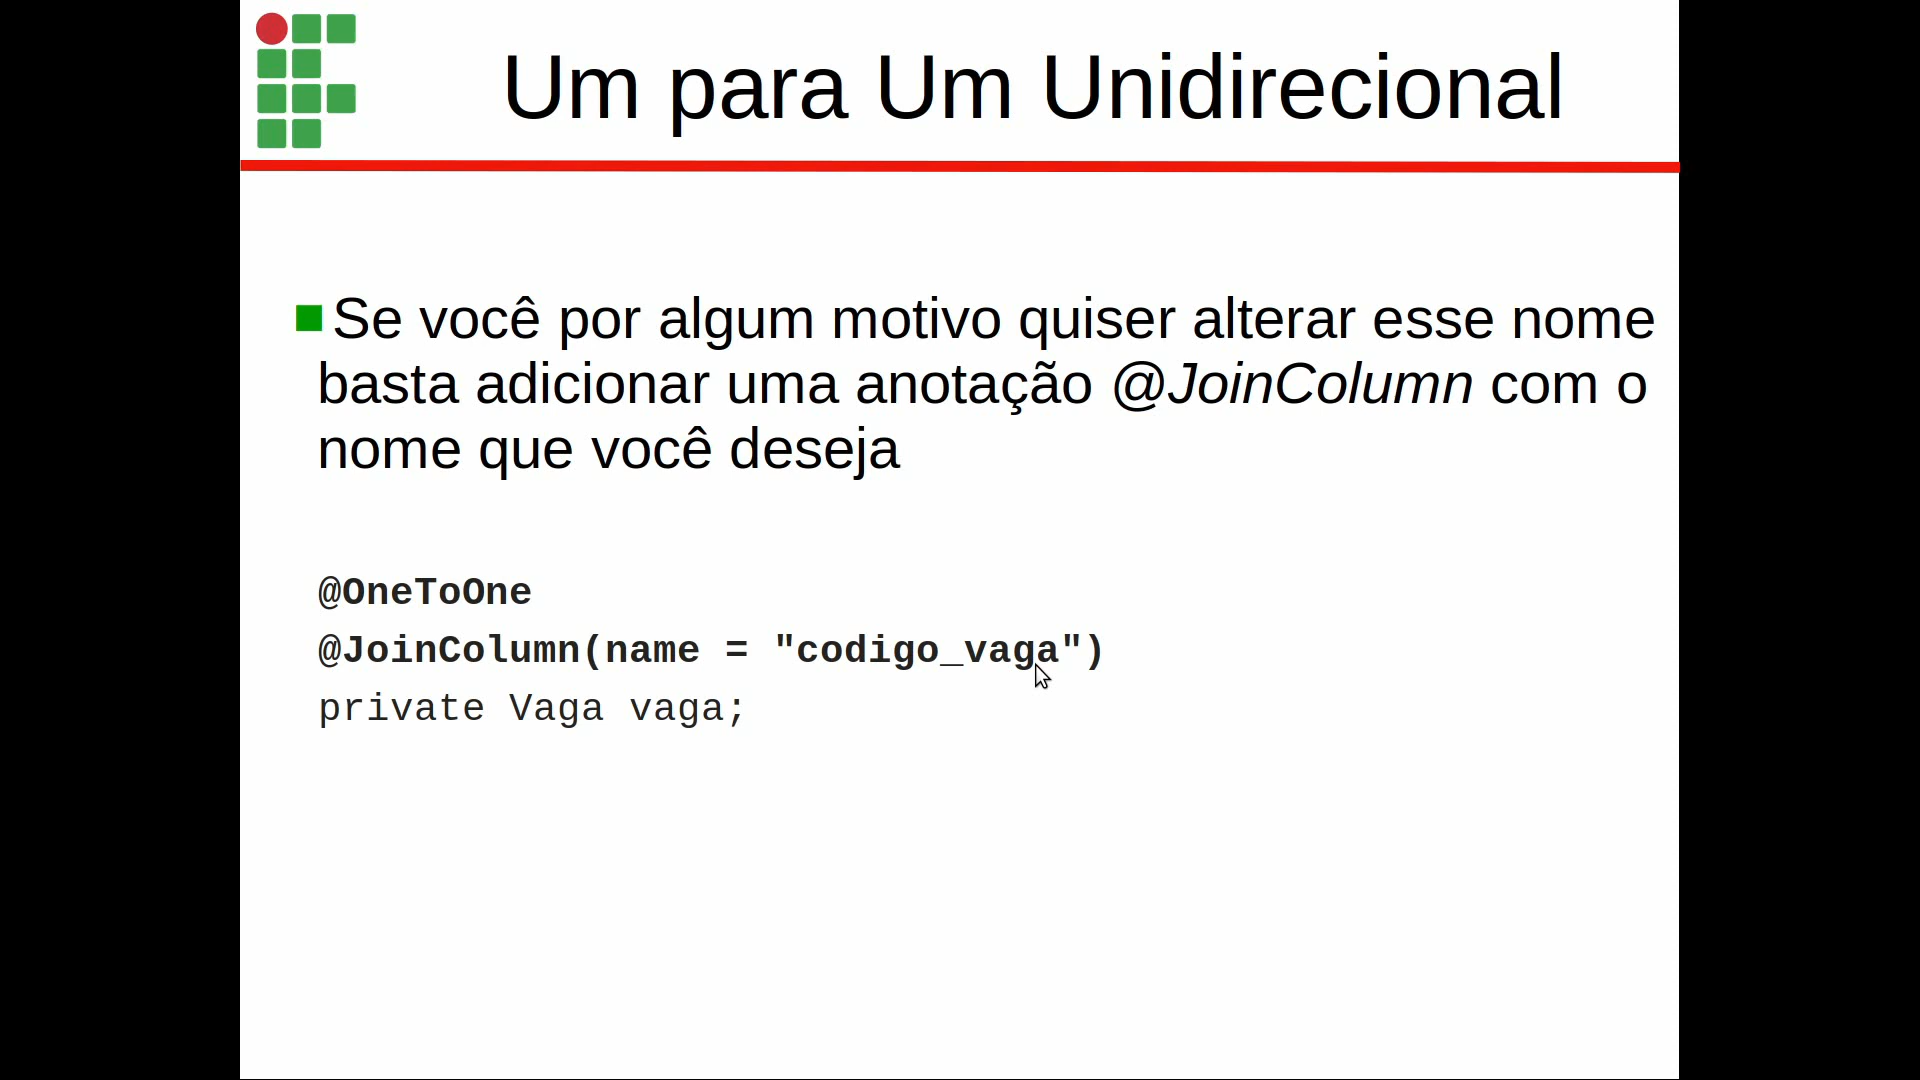 Um para Um Unidirecional
Se você por algum motivo quiser alterar esse nome
basta adicionar uma anotação @JoinColumn com o
nome que você deseja
@OneToOne
@JoinColumn(name = "codigo_vaga")
private Vaga vaga;